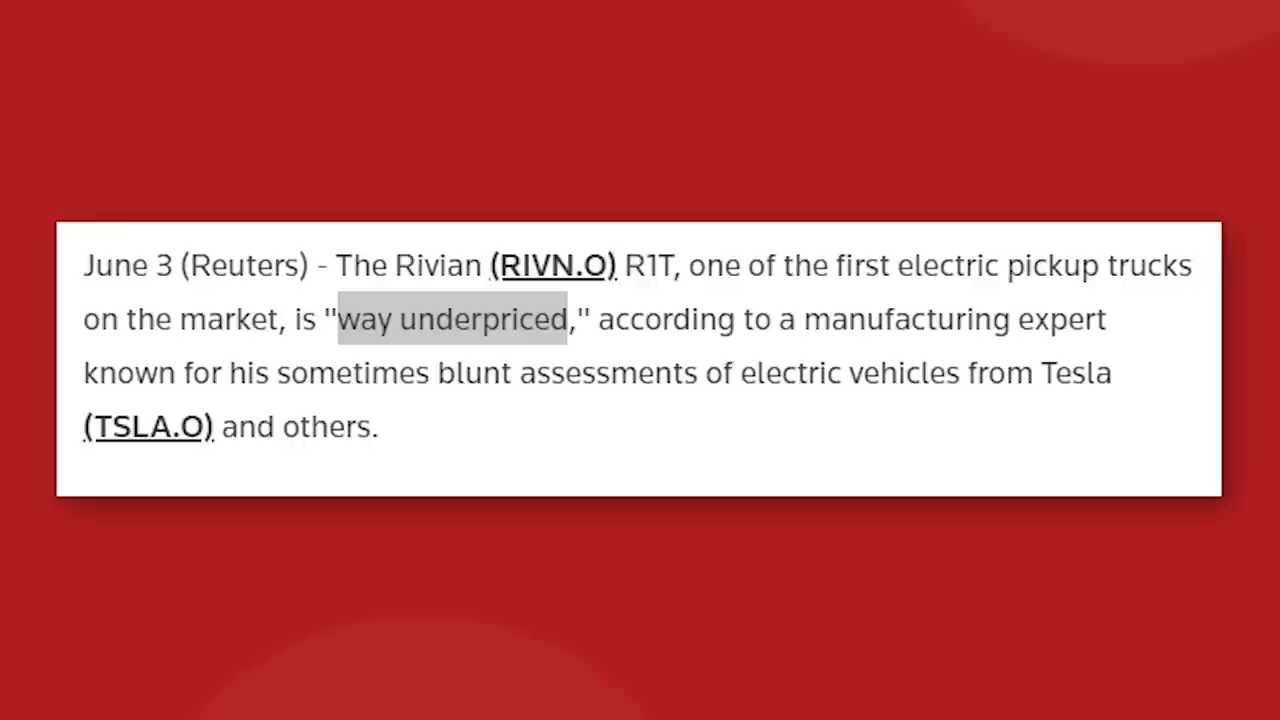 June 3 (Reuters) - The Rivian (RIVN.O) R1T, one of the first electric pickup trucks
on the market, is "way underpriced," according to a manufacturing expert
known for his sometimes blunt assessments of electric vehicles from Tesla
(TSLA.O) and others.